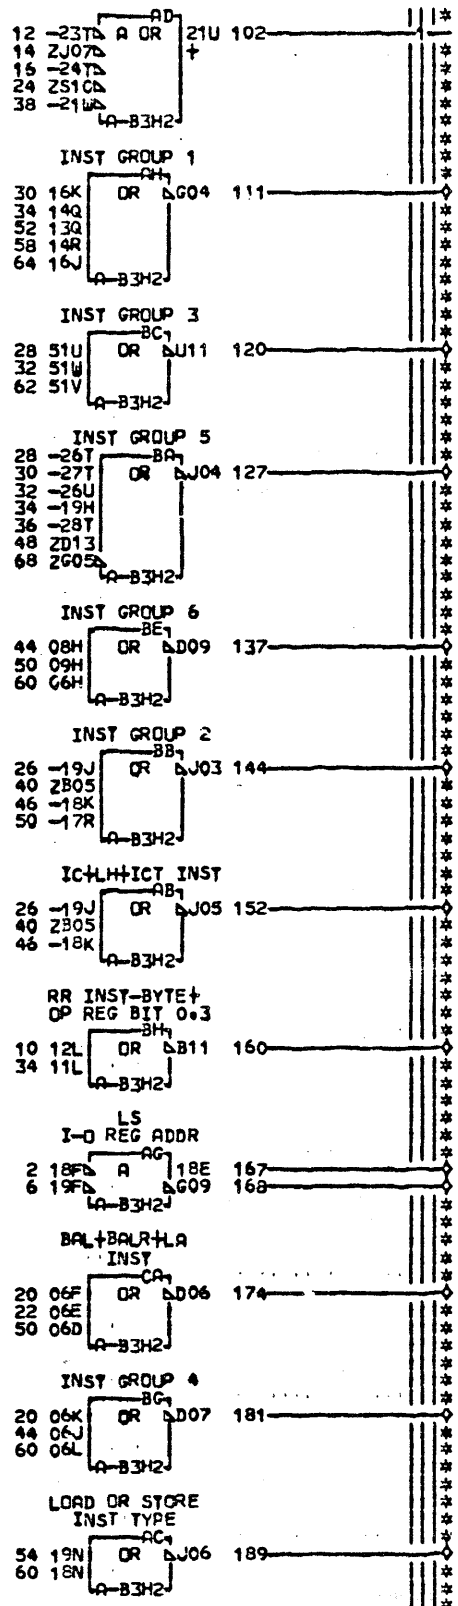 AD
12 -23T A OR 21U 102
14 ZJ07 +
16 -24T
24 ZS1C
38 -21W
A-B3H2
INST GROUP 1
AH
30 16K OR G04 111
34 14Q
52 13Q
58 14R
64 16J
A-B3H2
INST GROUP 3
BC
28 51U OR U11 120
32 51W
62 51V
A-B3H2
INST GROUP 5
28 -26T BA
30 -27T OR J04 127
32 -26U
34 -19H
36 -28T
48 ZD13
68 ZG05
A-B3H2
INST GROUP 6
BE
44 08H OR D09 137
50 09H
60 G6H
A-B3H2
INST GROUP 2
BB
26 -19J OR J03 144
40 ZB05
46 -18K
50 -17R
A-B3H2
IC+LH+ICT INST
AB
26 -19J OR J05 152
40 ZB05
46 -18K
A-B3H2
RR INST-BYTE+
OP REG BIT 0.3
BH
10 12L OR B11 160
34 11L
A-B3H2
LS
I-O REG ADDR
AG
2 18F A 18E 167
6 19F G09 168
A-B3H2
BAL+BALR+LA
INST
CA
20 06F OR D06 174
22 06E
50 06D
A-B3H2
INST GROUP 4
BG
20 06K OR D07 181
44 06J
60 06L
A-B3H2
LOAD OR STORE
INST TYPE
AC
54 19N OR J06 189
60 18N
A-B3H2